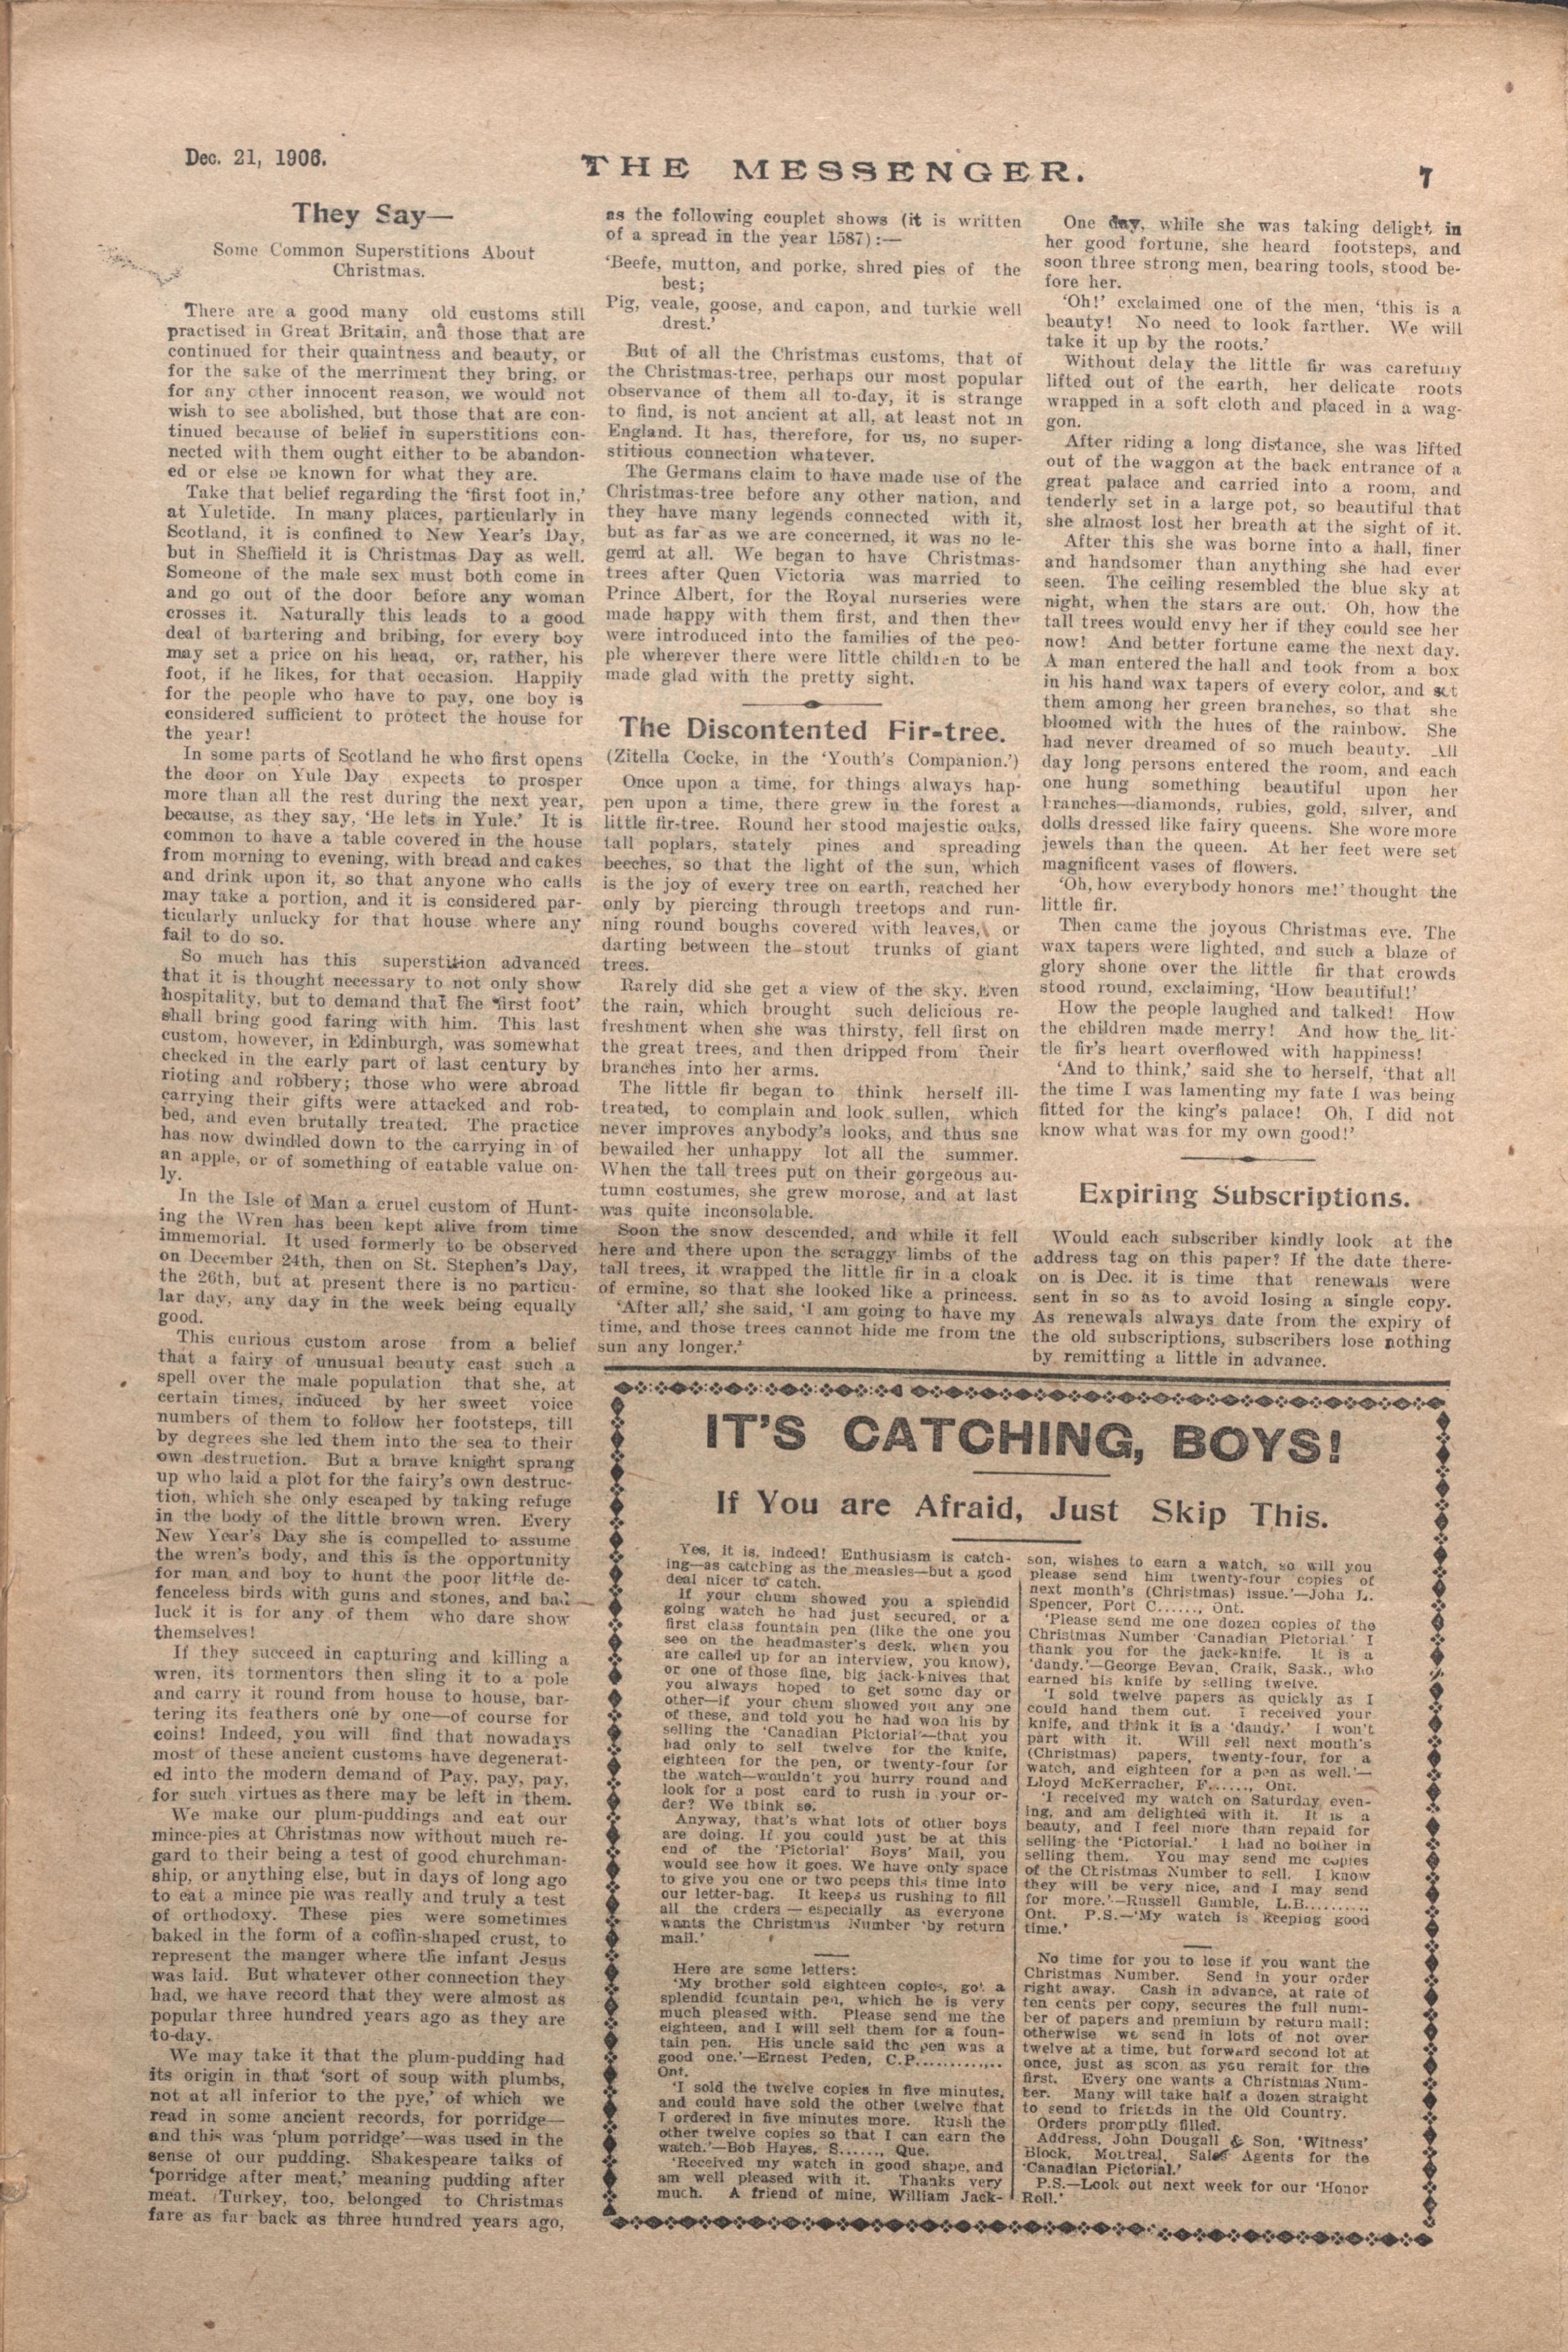 Dec. 21, 1906.
THE MESSENGER.
7
They Say—
Some Common Superstitions About
Christmas.
There are a good many old customs still
practised in Great Britain, and those that are
continued for their quaintness and beauty, or
for the sake of the merriment they bring, or
for any other innocent reason, we would not
wish to see abolished, but those that are con-
tinued because of belief in superstitions con-
nected with them ought either to be abandon-
ed or else be known for what they are.
Take that belief regarding the 'first foot in,'
at Yuletide. In many places, particularly in
Scotland, it is confined to New Year's Day,
but in Sheffield it is Christmas Day as well.
Someone of the male sex must both come in
and go out of the door before any woman
crosses it. Naturally this leads to a good
deal of bartering and bribing, for every boy
may set a price on his head, or, rather, his
foot, if he likes, for that occasion. Happily
for the people who have to pay, one boy is
considered sufficient to protect the house for
the year!
In some parts of Scotland he who first opens
the door on Yule Day expects to prosper
more than all the rest during the next year,
because, as they say, 'He lets in Yule.' It is
common to have a table covered in the house
from morning to evening, with bread and cakes
and drink upon it, so that anyone who calls
may take a portion, and it is considered par-
ticularly unlucky for that house where any
fail to do so.
So much has this superstition advanced
that it is thought necessary to not only show
hospitality, but to demand that the 'first foot'
shall bring good faring with him. This last
custom, however, in Edinburgh, was somewhat
checked in the early part of last century by
rioting and robbery; those who were abroad
carrying their gifts were attacked and rob-
bed, and even brutally treated. The practice
has now dwindled down to the carrying in of
an apple, or of something of eatable value on-
ly.
In the Isle of Man a cruel custom of Hunt-
ing the Wren has been kept alive from time
immemorial. It used formerly to be observed
on December 24th, then on St. Stephen's Day,
the 26th, but at present there is no particu-
lar day, any day in the week being equally
good.
This curious custom arose from a belief
that a fairy of unusual beauty cast such a
spell over the male population that she, at
certain times, induced by her sweet voice
numbers of them to follow her footsteps, till
by degrees she led them into the sea to their
own destruction. But a brave knight sprang
up who laid a plot for the fairy's own destruc-
tion, which she only escaped by taking refuge
in the body of the little brown wren. Every
New Year's Day she is compelled to assume
the wren's body, and this is the opportunity
for man and boy to hunt the poor little de-
fenceless birds with guns and stones, and bad
luck it is for any of them who dare show
themselves!
If they succeed in capturing and killing a
wren, its tormentors then sling it to a pole
and carry it round from house to house, bar-
tering its feathers one by one—of course for
coins! Indeed, you will find that nowadays
most of these ancient customs have degenerat-
ed into the modern demand of Pay, pay, pay,
for such virtues as there may be left in them.
We make our plum-puddings and eat our
mince-pies at Christmas now without much re-
gard to their being a test of good churchman-
ship, or anything else, but in days of long ago
to eat a mince pie was really and truly a test
of orthodoxy. These pies were sometimes
baked in the form of a coffin-shaped crust, to
represent the manger where the infant Jesus
was laid. But whatever other connection they
had, we have record that they were almost as
popular three hundred years ago as they are
to-day.
We may take it that the plum-pudding had
its origin in that 'sort of soup with plumbs,
not at all inferior to the pye,' of which we
read in some ancient records, for porridge—
and this was 'plum porridge'—was used in the
sense of our pudding. Shakespeare talks of
'porridge after meat,' meaning pudding after
meat. Turkey, too, belonged to Christmas
fare as far back as three hundred years ago,
as the following couplet shows (it is written
of a spread in the year 1587):—
'Beefe, mutton, and porke, shred pies of the
best;
Pig, veale, goose, and capon, and turkie well
drest.'
But of all the Christmas customs, that of
the Christmas-tree, perhaps our most popular
observance of them all to-day, it is strange
to find, is not ancient at all, at least not in
England. It has, therefore, for us, no super-
stitious connection whatever.
The Germans claim to have made use of the
Christmas-tree before any other nation, and
they have many legends connected with it,
but as far as we are concerned, it was no le-
gend at all. We began to have Christmas-
trees after Quen Victoria was married to
Prince Albert, for the Royal nurseries were
made happy with them first, and then they
were introduced into the families of the peo-
ple wherever there were little children to be
made glad with the pretty sight.
The Discontented Fir-tree.
(Zitella Cocke, in the 'Youth's Companion.')
Once upon a time, for things always hap-
pen upon a time, there grew in the forest a
little fir-tree. Round her stood majestic oaks,
tall poplars, stately pines and spreading
beeches, so that the light of the sun, which
is the joy of every tree on earth, reached her
only by piercing through treetops and run-
ning round boughs covered with leaves, or
darting between the stout trunks of giant
trees.
Rarely did she get a view of the sky. Even
the rain, which brought such delicious re-
freshment when she was thirsty, fell first on
the great trees, and then dripped from their
branches into her arms.
The little fir began to think herself ill-
treated, to complain and look sullen, which
never improves anybody's looks, and thus she
bewailed her unhappy lot all the summer.
When the tall trees put on their gorgeous au-
tumn costumes, she grew morose, and at last
was quite inconsolable.
Soon the snow descended, and while it fell
here and there upon the scraggy limbs of the
tall trees, it wrapped the little fir in a cloak
of ermine, so that she looked like a princess.
'After all,' she said, 'I am going to have my
time, and those trees cannot hide me from the
sun any longer.'
One day, while she was taking delight in
her good fortune, she heard footsteps, and
soon three strong men, bearing tools, stood be-
fore her.
'Oh!' exclaimed one of the men, 'this is a
beauty! No need to look farther. We will
take it up by the roots.'
Without delay the little fir was carefully
lifted out of the earth, her delicate roots
wrapped in a soft cloth and placed in a wag-
gon.
After riding a long distance, she was lifted
out of the waggon at the back entrance of a
great palace and carried into a room, and
tenderly set in a large pot, so beautiful that
she almost lost her breath at the sight of it.
After this she was borne into a hall, finer
and handsomer than anything she had ever
seen. The ceiling resembled the blue sky at
night, when the stars are out. Oh, how the
tall trees would envy her if they could see her
now! And better fortune came the next day.
A man entered the hall and took from a box
in his hand wax tapers of every color, and set
them among her green branches, so that she
bloomed with the hues of the rainbow. She
had never dreamed of so much beauty. All
day long persons entered the room, and each
one hung something beautiful upon her
branches—diamonds, rubies, gold, silver, and
dolls dressed like fairy queens. She wore more
jewels than the queen. At her feet were set
magnificent vases of flowers.
'Oh, how everybody honors me!' thought the
little fir.
Then came the joyous Christmas eve. The
wax tapers were lighted, and such a blaze of
glory shone over the little fir that crowds
stood round, exclaiming, 'How beautiful!'
How the people laughed and talked! How
the children made merry! And how the lit-
tle fir's heart overflowed with happiness!
'And to think,' said she to herself, 'that all
the time I was lamenting my fate I was being
fitted for the king's palace! Oh, I did not
know what was for my own good!'
Expiring Subscriptions.
Would each subscriber kindly look at the
address tag on this paper? If the date there-
on is Dec. it is time that renewals were
sent in so as to avoid losing a single copy.
As renewals always date from the expiry of
the old subscriptions, subscribers lose nothing
by remitting a little in advance.
IT'S CATCHING, BOYS!
If You are Afraid, Just Skip This.
Yes, it is, indeed! Enthusiasm is catch-
ing—as catching as the measles—but a good
deal nicer to catch.
If your chum showed you a splendid
going watch he had just secured, or a
first class fountain pen (like the one you
see on the headmaster's desk, when you
are called up for an interview, you know),
or one of those fine, big jack-knives that
you always hoped to get some day or
other—if your chum showed you any one
of these, and told you he had won his by
selling the 'Canadian Pictorial'—that you
had only to sell twelve for the knife,
eighteen for the pen, or twenty-four for
the watch—wouldn't you hurry round and
look for a post card to rush in your or-
der? We think so.
Anyway, that's what lots of other boys
are doing. If you could just be at this
end of the 'Pictorial' Boys' Mail, you
would see how it goes. We have only space
to give you one or two peeps this time into
our letter-bag. It keeps us rushing to fill
all the orders — especially as everyone
wants the Christmas Number 'by return
mail.'
Here are some letters:
'My brother sold eighteen copies, got a
splendid fountain pen, which he is very
much pleased with. Please send me the
eighteen, and I will sell them for a foun-
tain pen. His uncle said the pen was a
good one.'—Ernest Peden, C.P............
Ont.
'I sold the twelve copies in five minutes,
and could have sold the other twelve that
I ordered in five minutes more. Rush the
other twelve copies so that I can earn the
watch.'—Bob Hayes, S......, Que.
'Received my watch in good shape, and
am well pleased with it. Thanks very
much. A friend of mine, William Jack-
son, wishes to earn a watch, so will you
please send him twenty-four copies of
next month's (Christmas) issue.'—John L.
Spencer, Port C......, Ont.
'Please send me one dozen copies of the
Christmas Number 'Canadian Pictorial.' I
thank you for the jack-knife. It is a
'dandy.'—George Bevan, Craik, Sask., who
earned his knife by selling twelve.
'I sold twelve papers as quickly as I
could hand them out. I received your
knife, and think it is a 'dandy.' I won't
part with it. Will sell next month's
(Christmas) papers, twenty-four, for a
watch, and eighteen for a pen as well.'—
Lloyd McKerracher, F......, Ont.
'I received my watch on Saturday even-
ing, and am delighted with it. It is a
beauty, and I feel more than repaid for
selling the 'Pictorial.' I had no bother in
selling them. You may send me copies
of the Christmas Number to sell. I know
they will be very nice, and I may send
for more.'—Russell Gamble, L.B..........
Ont. P.S.—'My watch is keeping good
time.'
No time for you to lose if you want the
Christmas Number. Send in your order
right away. Cash in advance, at rate of
ten cents per copy, secures the full num-
ber of papers and premium by return mail;
otherwise we send in lots of not over
twelve at a time, but forward second lot at
once, just as soon as you remit for the
first. Every one wants a Christmas Num-
ber. Many will take half a dozen straight
to send to friends in the Old Country.
Orders promptly filled.
Address, John Dougall & Son, 'Witness'
Block, Montreal, Sales Agents for the
'Canadian Pictorial.'
P.S.—Look out next week for our 'Honor
Roll.'